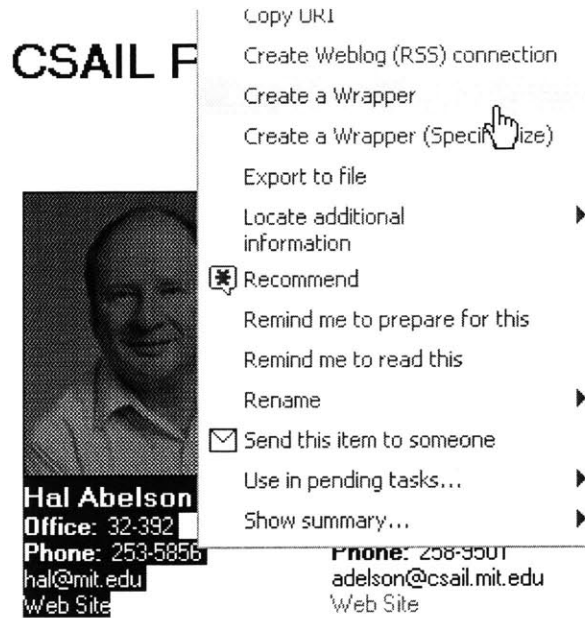 Copy URI
CSAIL P
Create Weblog (RSS) connection
Create a Wrapper
Create a Wrapper (Specify Size)
Export to file
Locate additional
information
Recommend
Remind me to prepare for this
Remind me to read this
Rename
Send this item to someone
Use in pending tasks...
Show summary...
Hal Abelson
Office: 32-392
Phone: 253-5856
hal@mit.edu
Web Site
Phone: 258-9501
adelson@csail.mit.edu
Web Site